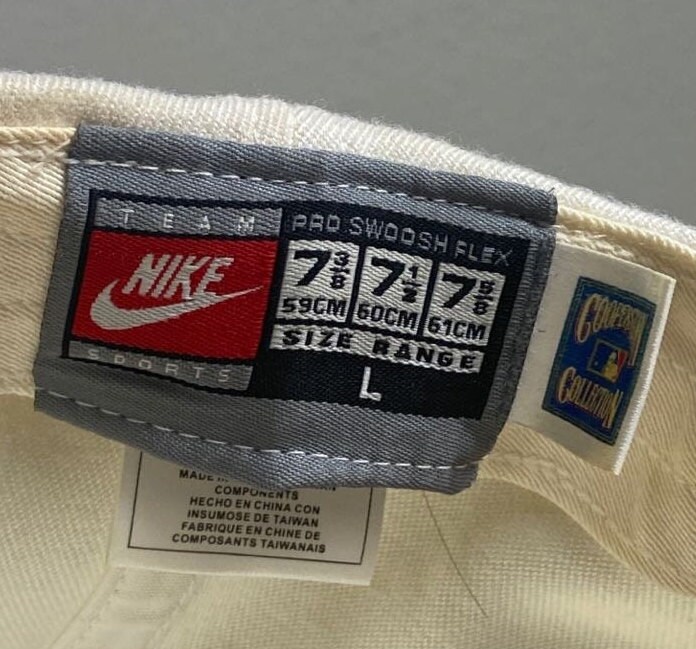 TEAM
NIKE
SPORTS
PRO SWOOSH FLEX
7 3/8 7 1/2 7 5/8
59CM 60CM 61CM
SIZE RANGE
L
COLLECTION
MADE
COMPONENTS
HECHO EN CHINA CON
INSUMOSE DE TAIWAN
FABRIQUE EN CHINE DE
COMPOSANTS TAIWANAIS